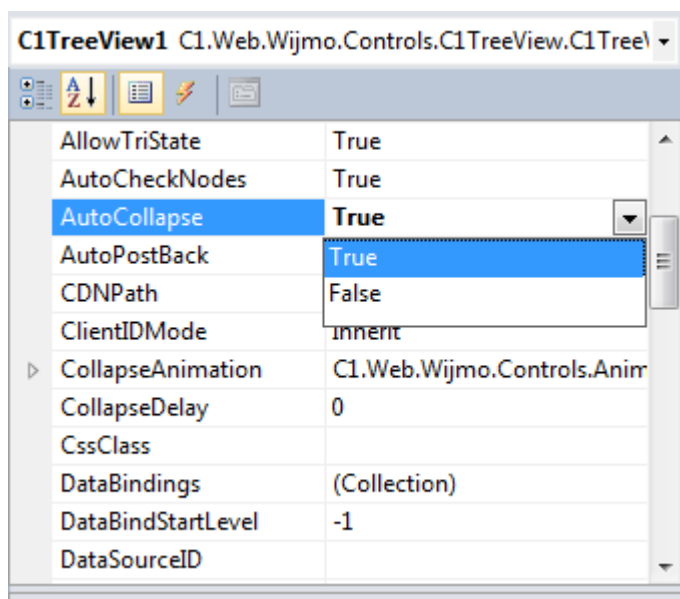 C1TreeView1 C1.Web.Wijmo.Controls.C1TreeView.C1Tree
AllowTriState True
AutoCheckNodes True
AutoCollapse True
AutoPostBack True
CDNPath False
ClientIDMode Inherit
CollapseAnimation C1.Web.Wijmo.Controls.Anim
CollapseDelay 0
CssClass
DataBindings (Collection)
DataBindStartLevel -1
DataSourceID